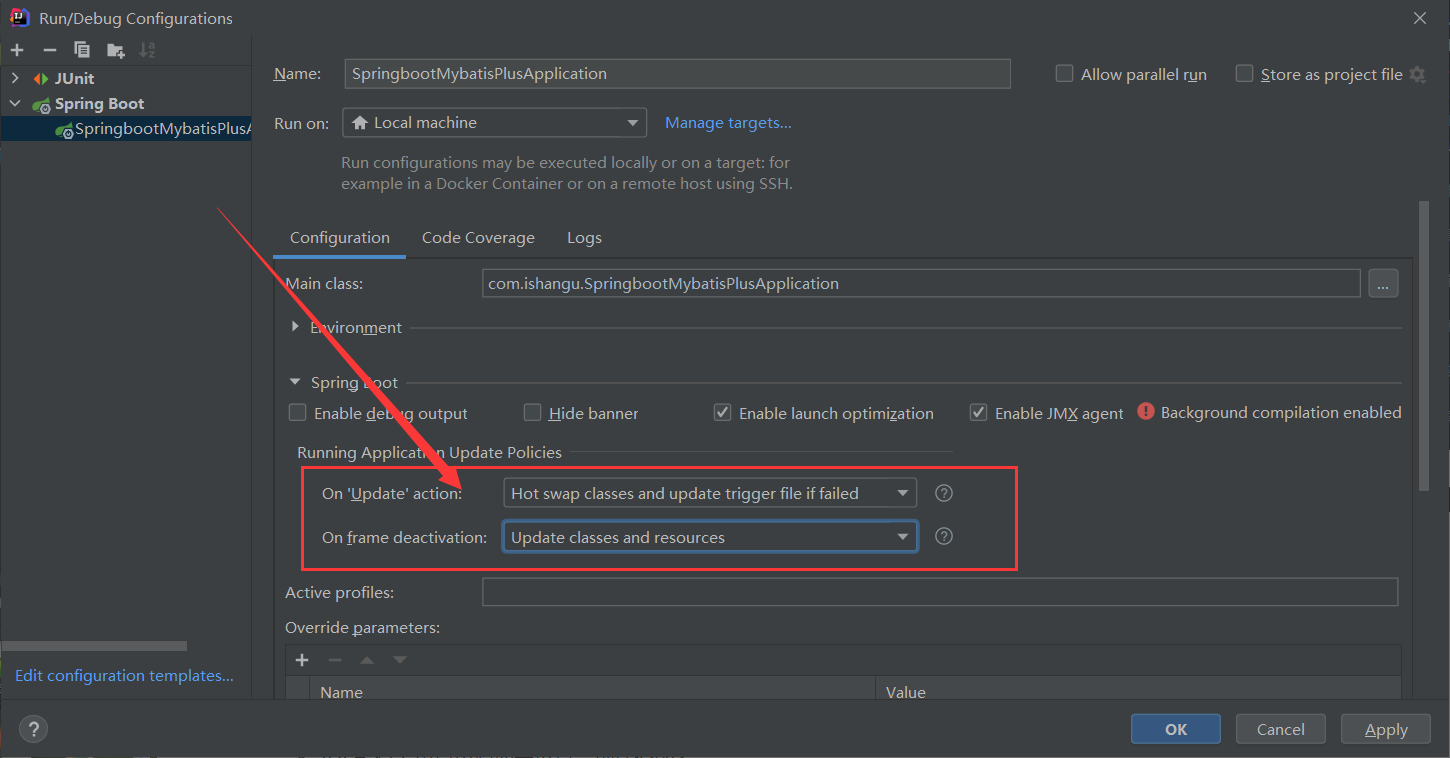 Run/Debug Configurations
JUnit
Spring Boot
SpringbootMybatisPlusA
Edit configuration templates...
Name: SpringbootMybatisPlusApplication Allow parallel run Store as project file
Run on: Local machine Manage targets...
Run configurations may be executed locally or on a target: for
example in a Docker Container or on a remote host using SSH.
Configuration Code Coverage Logs
Main class: com.ishangu.SpringbootMybatisPlusApplication ...
Environment
Spring Boot
Enable debug output Hide banner Enable launch optimization Enable JMX agent Background compilation enabled
Running Application Update Policies
On 'Update' action: Hot swap classes and update trigger file if failed ?
On frame deactivation: Update classes and resources ?
Active profiles:
Override parameters:
Name Value
? OK Cancel Apply